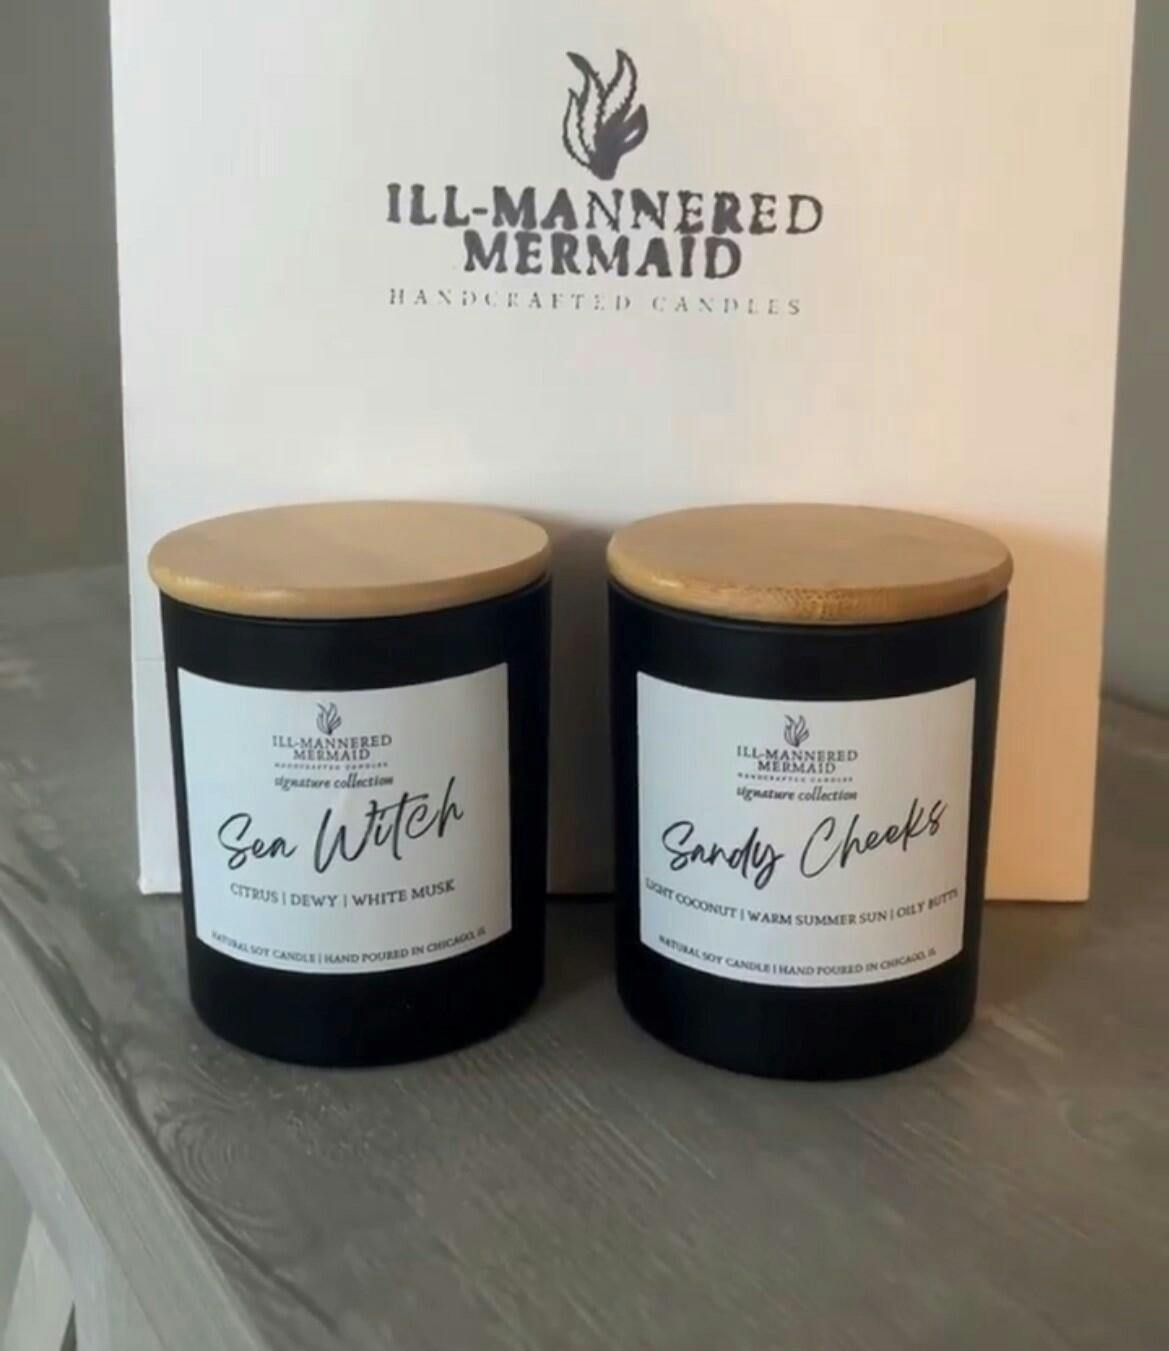 ILL-MANNERED
MERMAID
HANDCRAFTED CANDLES
ILL-MANNERED
MERMAID
HANDCRAFTED CANDLES
signature collection
Sea Witch
CITRUS | DEWY | WHITE MUSK
NATURAL SOY CANDLE | HAND POURED IN CHICAGO, IL
ILL-MANNERED
MERMAID
HANDCRAFTED CANDLES
signature collection
Sandy Cheeks
LIGHT COCONUT | WARM SUMMER SUN | OILY BUTTS
NATURAL SOY CANDLE | HAND POURED IN CHICAGO, IL